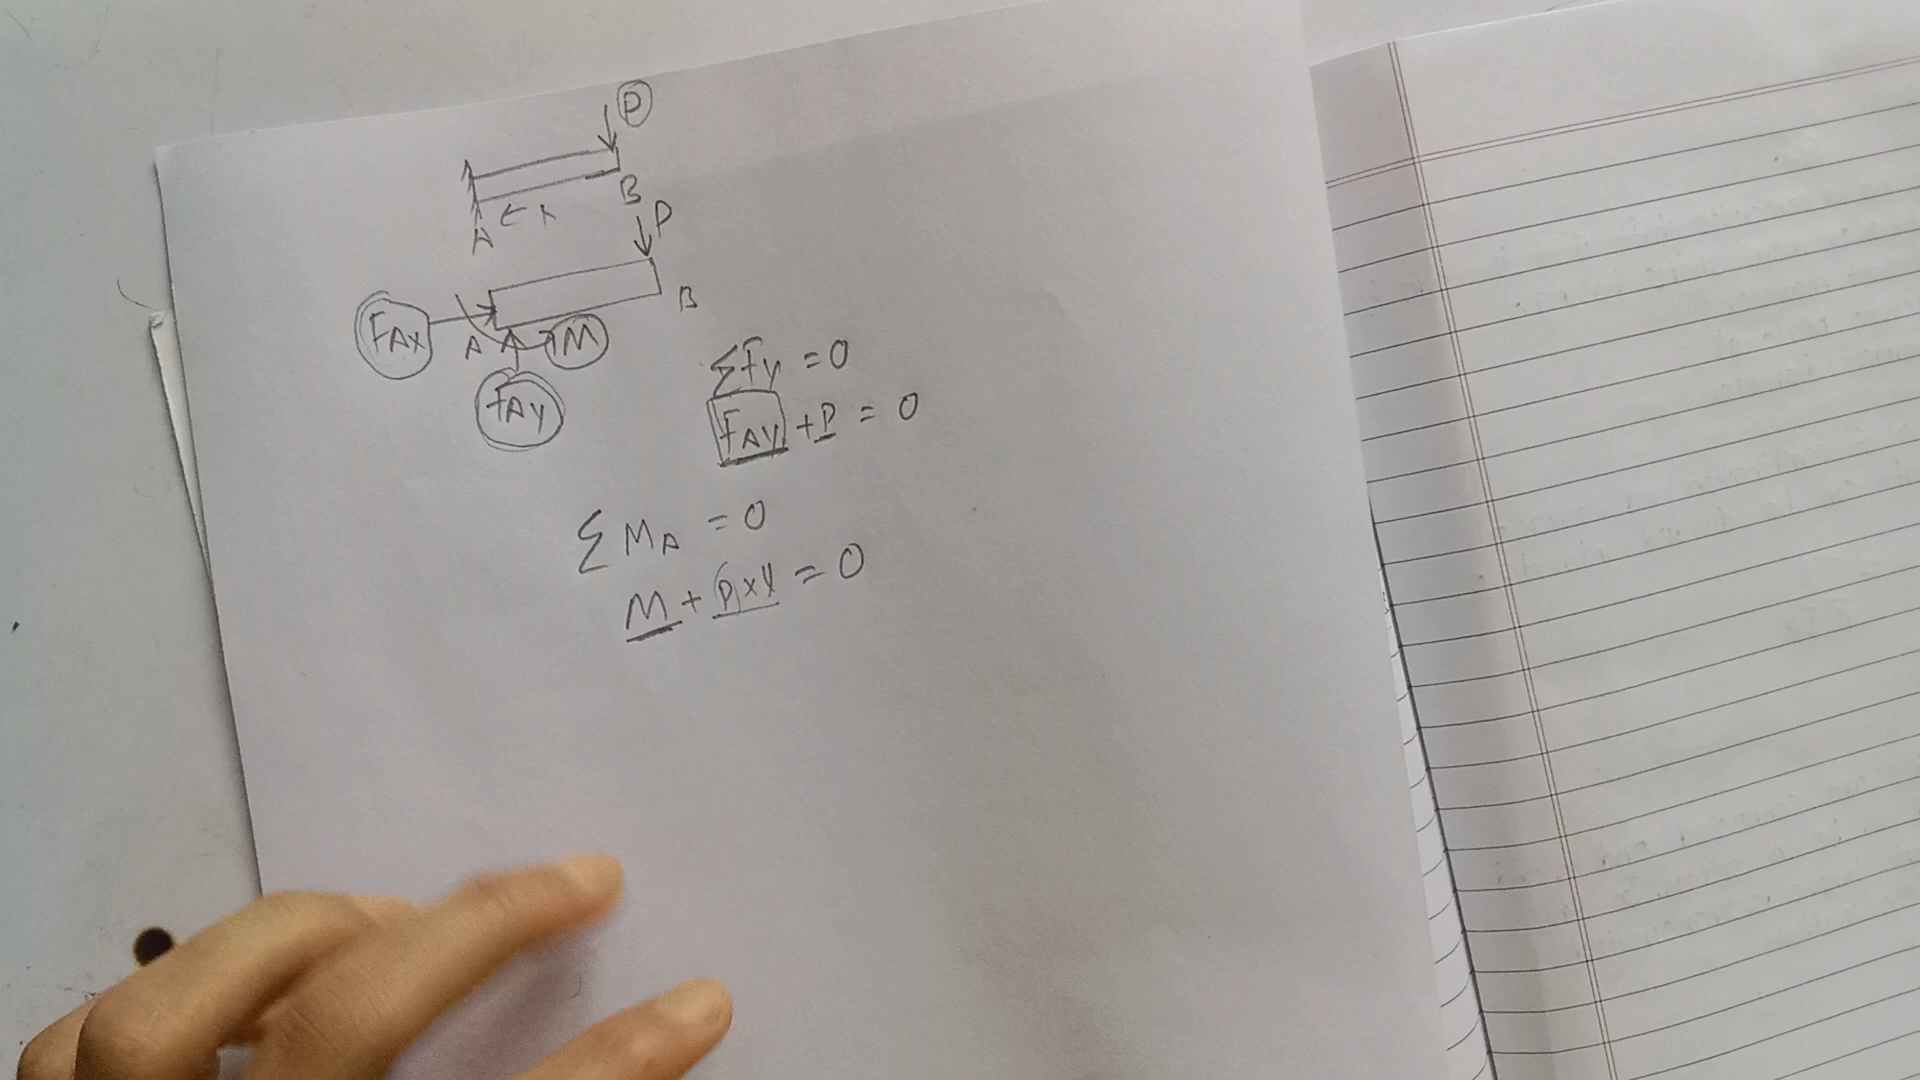 P
B
A ← x
P
B
FAx A M
FAy
ΣFy = 0
FAy + P = 0
ΣMA = 0
M + P × x = 0